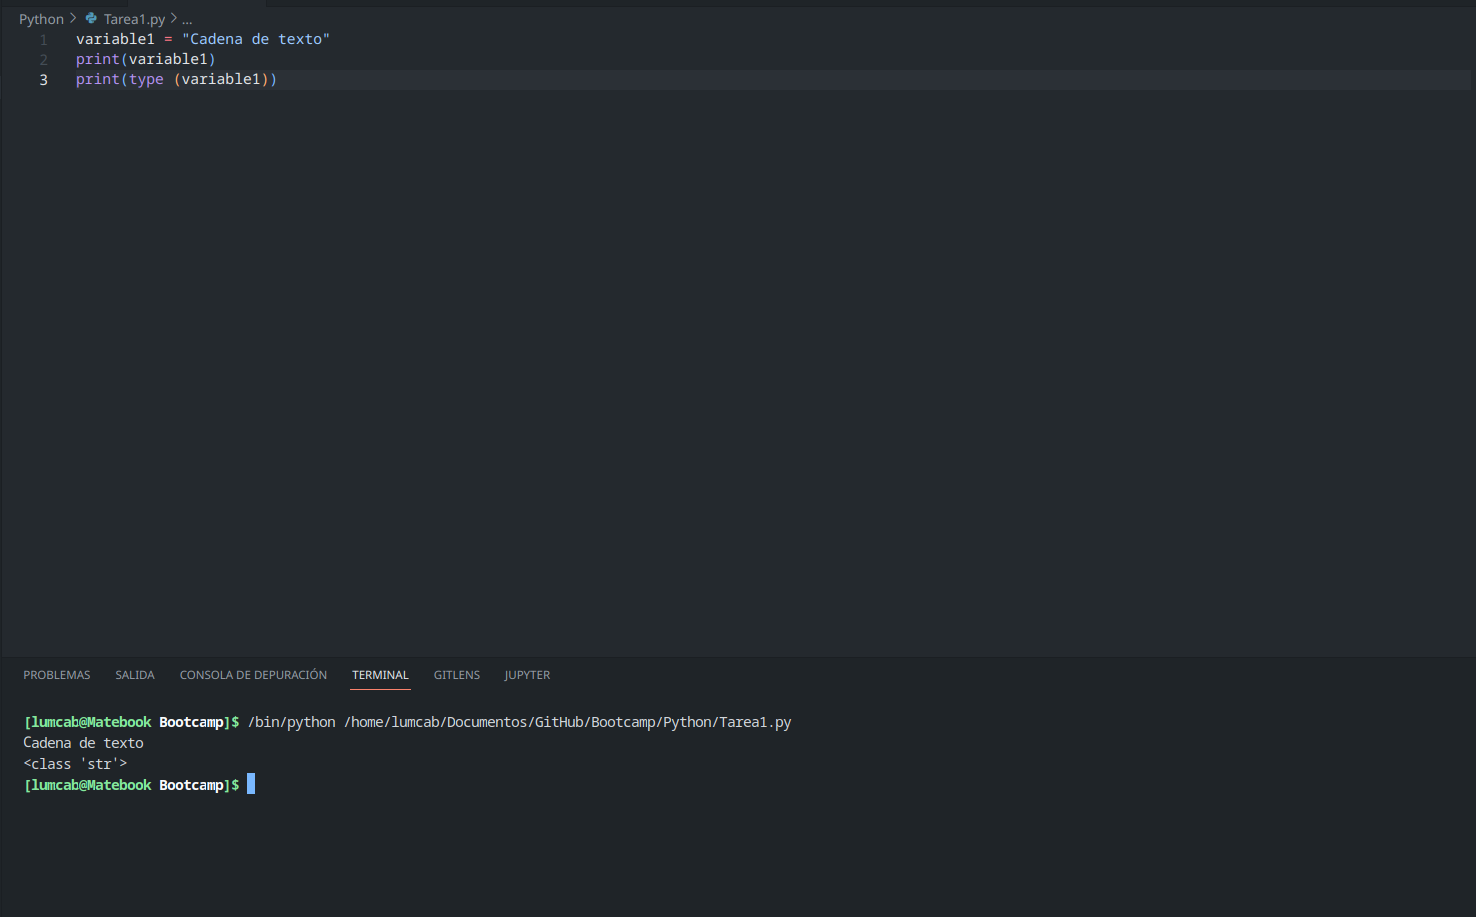 Python > Tarea1.py > ...
1 variable1 = "Cadena de texto"
2 print(variable1)
3 print(type (variable1))
PROBLEMAS SALIDA CONSOLA DE DEPURACIÓN TERMINAL GITLENS JUPYTER
[lumcab@Matebook Bootcamp]$ /bin/python /home/lumcab/Documentos/GitHub/Bootcamp/Python/Tarea1.py
Cadena de texto
<class 'str'>
[lumcab@Matebook Bootcamp]$